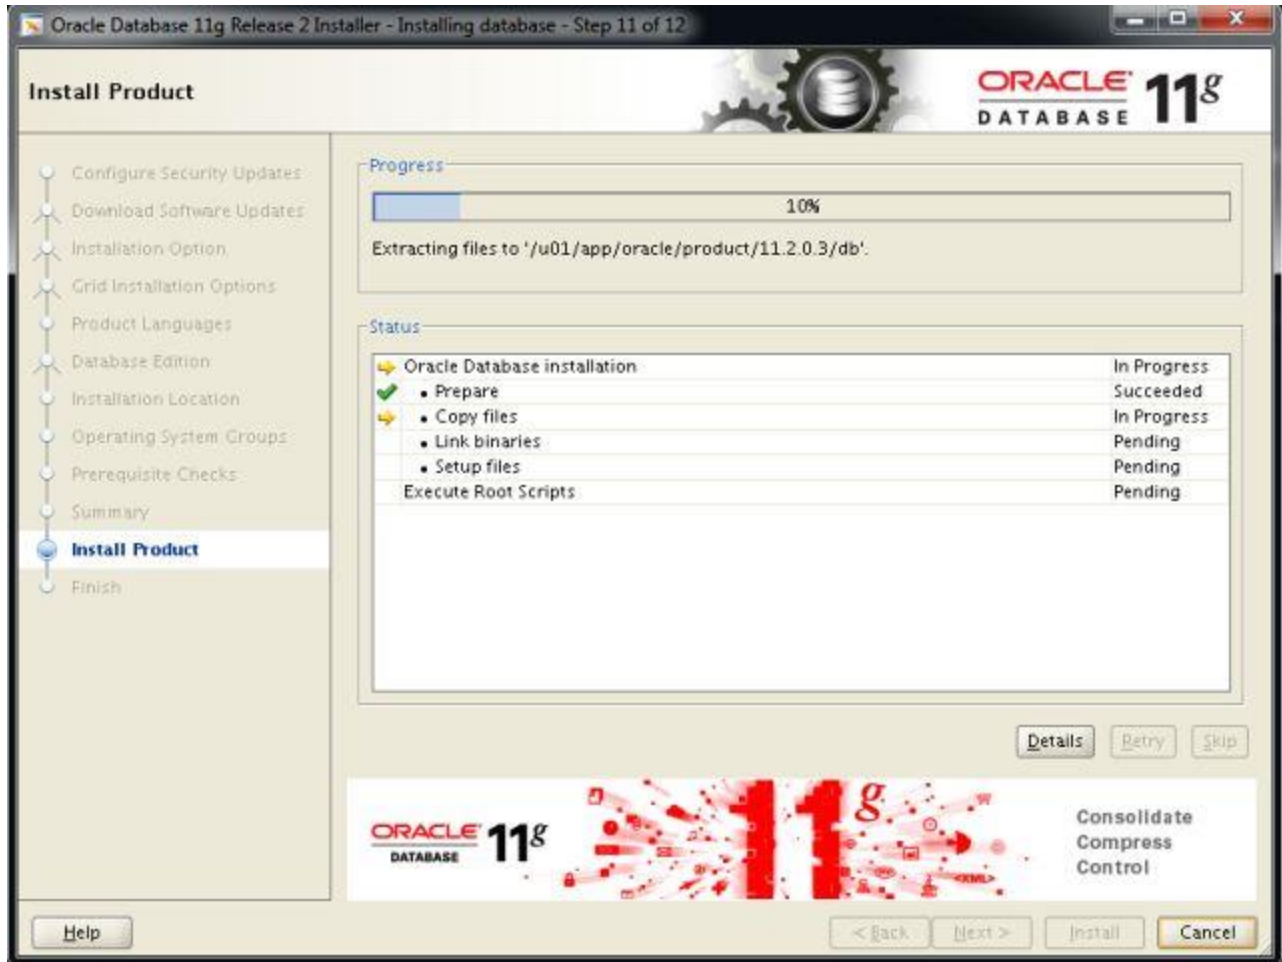 Oracle Database 11g Release 2 Installer - Installing database - Step 11 of 12
Install Product
ORACLE DATABASE 11g
Configure Security Updates
Download Software Updates
Installation Option
Grid Installation Options
Product Languages
Database Edition
Installation Location
Operating System Groups
Prerequisite Checks
Summary
Install Product
Finish
Progress
10%
Extracting files to '/u01/app/oracle/product/11.2.0.3/db'.
Status
Oracle Database installation In Progress
• Prepare Succeeded
• Copy files In Progress
• Link binaries Pending
• Setup files Pending
Execute Root Scripts Pending
Details Retry Skip
ORACLE DATABASE 11g
11g
<XML>
Consolidate
Compress
Control
Help < Back Next > Install Cancel